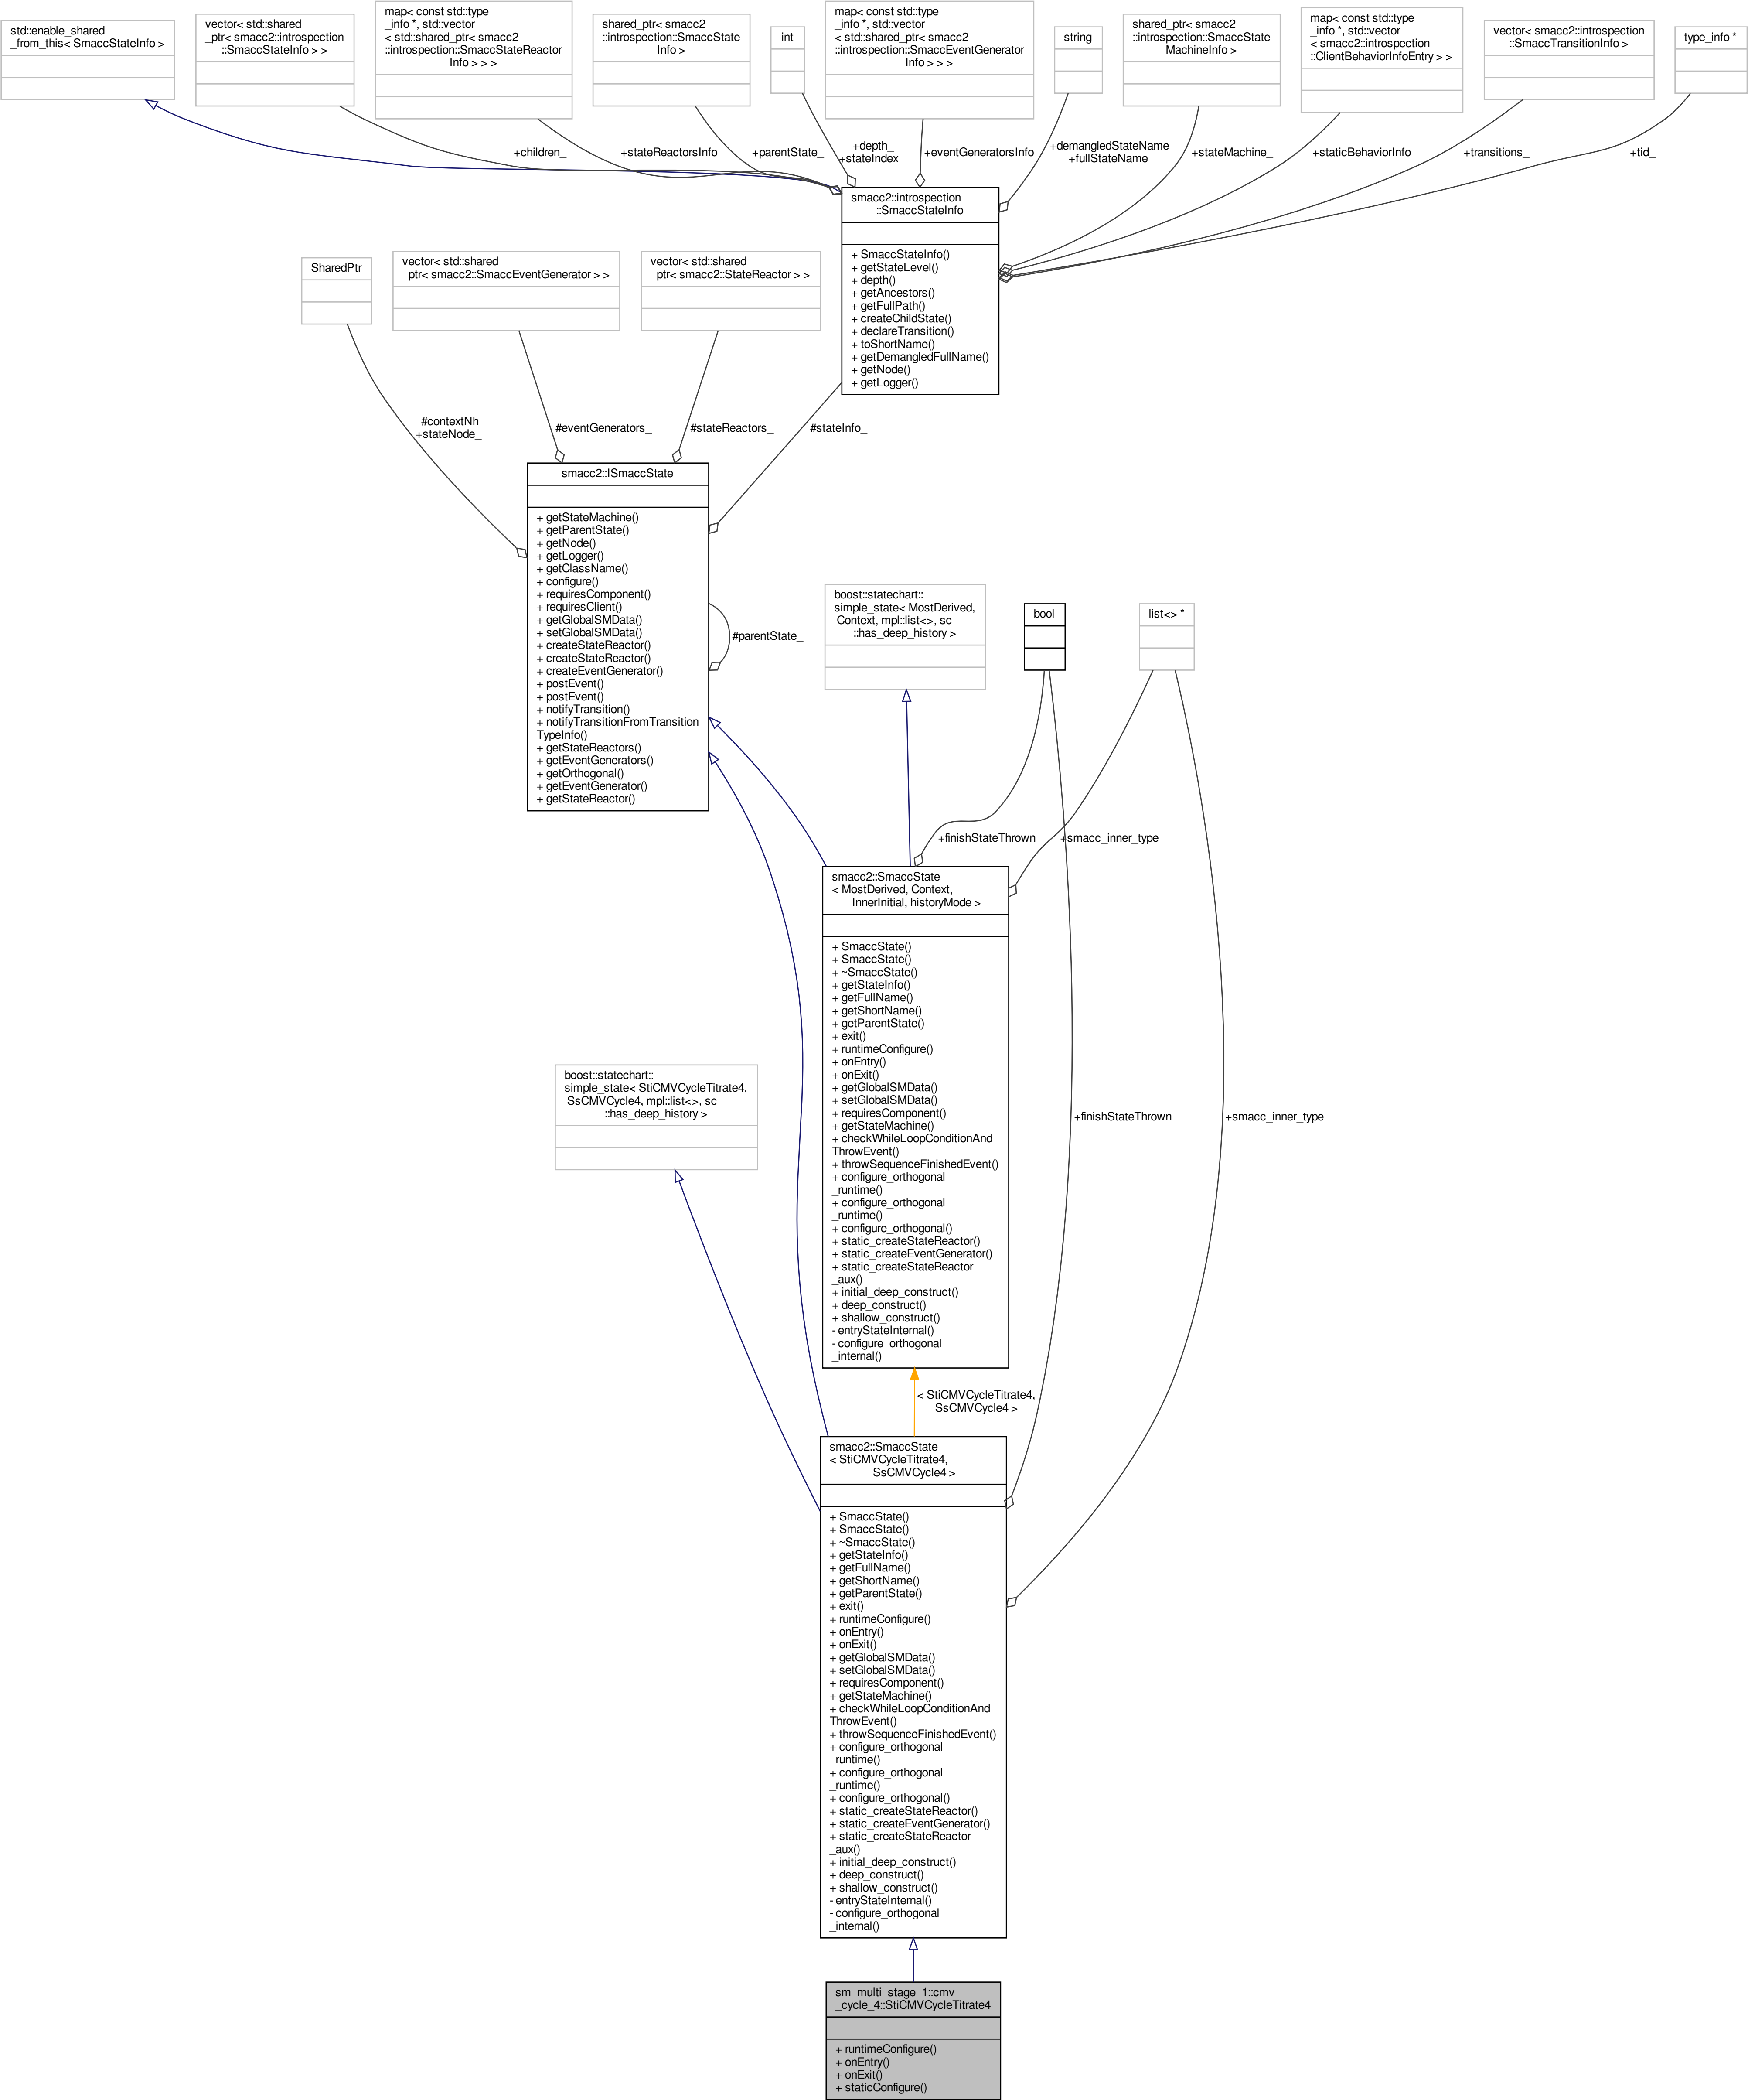 std::enable_shared
_from_this< SmaccStateInfo >
vector< std::shared
_ptr< smacc2::introspection
::SmaccStateInfo > >
map< const std::type
_info *, std::vector
< std::shared_ptr< smacc2
::introspection::SmaccStateReactor
Info > > >
shared_ptr< smacc2
::introspection::SmaccState
Info >
int
map< const std::type
_info *, std::vector
< std::shared_ptr< smacc2
::introspection::SmaccEventGenerator
Info > > >
string
shared_ptr< smacc2
::introspection::SmaccState
MachineInfo >
map< const std::type
_info *, std::vector
< smacc2::introspection
::ClientBehaviorInfoEntry > >
vector< smacc2::introspection
::SmaccTransitionInfo >
type_info *
+children_
+stateReactorsInfo
+parentState_
+depth_
+stateIndex_
+eventGeneratorsInfo
+demangledStateName
+fullStateName
+stateMachine_
+staticBehaviorInfo
+transitions_
+tid_
smacc2::introspection
::SmaccStateInfo
+ SmaccStateInfo()
+ getStateLevel()
+ depth()
+ getAncestors()
+ getFullPath()
+ createChildState()
+ declareTransition()
+ toShortName()
+ getDemangledFullName()
+ getNode()
+ getLogger()
SharedPtr
vector< std::shared
_ptr< smacc2::SmaccEventGenerator > >
vector< std::shared
_ptr< smacc2::StateReactor > >
#contextNh
+stateNode_
#eventGenerators_
#stateReactors_
#stateInfo_
smacc2::ISmaccState
+ getStateMachine()
+ getParentState()
+ getNode()
+ getLogger()
+ getClassName()
+ configure()
+ requiresComponent()
+ requiresClient()
+ getGlobalSMData()
+ setGlobalSMData()
+ createStateReactor()
+ createStateReactor()
+ createEventGenerator()
+ postEvent()
+ postEvent()
+ notifyTransition()
+ notifyTransitionFromTransition
TypeInfo()
+ getStateReactors()
+ getEventGenerators()
+ getOrthogonal()
+ getEventGenerator()
+ getStateReactor()
#parentState_
boost::statechart::
simple_state< MostDerived,
Context, mpl::list<>, sc
::has_deep_history >
bool
list<> *
+finishStateThrown
+smacc_inner_type
smacc2::SmaccState
< MostDerived, Context,
InnerInitial, historyMode >
+ SmaccState()
+ SmaccState()
+ ~SmaccState()
+ getStateInfo()
+ getFullName()
+ getShortName()
+ getParentState()
+ exit()
+ runtimeConfigure()
+ onEntry()
+ onExit()
+ getGlobalSMData()
+ setGlobalSMData()
+ requiresComponent()
+ getStateMachine()
+ checkWhileLoopConditionAnd
ThrowEvent()
+ throwSequenceFinishedEvent()
+ configure_orthogonal
_runtime()
+ configure_orthogonal
_runtime()
+ configure_orthogonal()
+ static_createStateReactor()
+ static_createEventGenerator()
+ static_createStateReactor
_aux()
+ initial_deep_construct()
+ deep_construct()
+ shallow_construct()
- entryStateInternal()
- configure_orthogonal
_internal()
boost::statechart::
simple_state< StiCMVCycleTitrate4,
SsCMVCycle4, mpl::list<>, sc
::has_deep_history >
+finishStateThrown
+smacc_inner_type
< StiCMVCycleTitrate4,
SsCMVCycle4 >
smacc2::SmaccState
< StiCMVCycleTitrate4,
SsCMVCycle4 >
+ SmaccState()
+ SmaccState()
+ ~SmaccState()
+ getStateInfo()
+ getFullName()
+ getShortName()
+ getParentState()
+ exit()
+ runtimeConfigure()
+ onEntry()
+ onExit()
+ getGlobalSMData()
+ setGlobalSMData()
+ requiresComponent()
+ getStateMachine()
+ checkWhileLoopConditionAnd
ThrowEvent()
+ throwSequenceFinishedEvent()
+ configure_orthogonal
_runtime()
+ configure_orthogonal
_runtime()
+ configure_orthogonal()
+ static_createStateReactor()
+ static_createEventGenerator()
+ static_createStateReactor
_aux()
+ initial_deep_construct()
+ deep_construct()
+ shallow_construct()
- entryStateInternal()
- configure_orthogonal
_internal()
sm_multi_stage_1::cmv
_cycle_4::StiCMVCycleTitrate4
+ runtimeConfigure()
+ onEntry()
+ onExit()
+ staticConfigure()